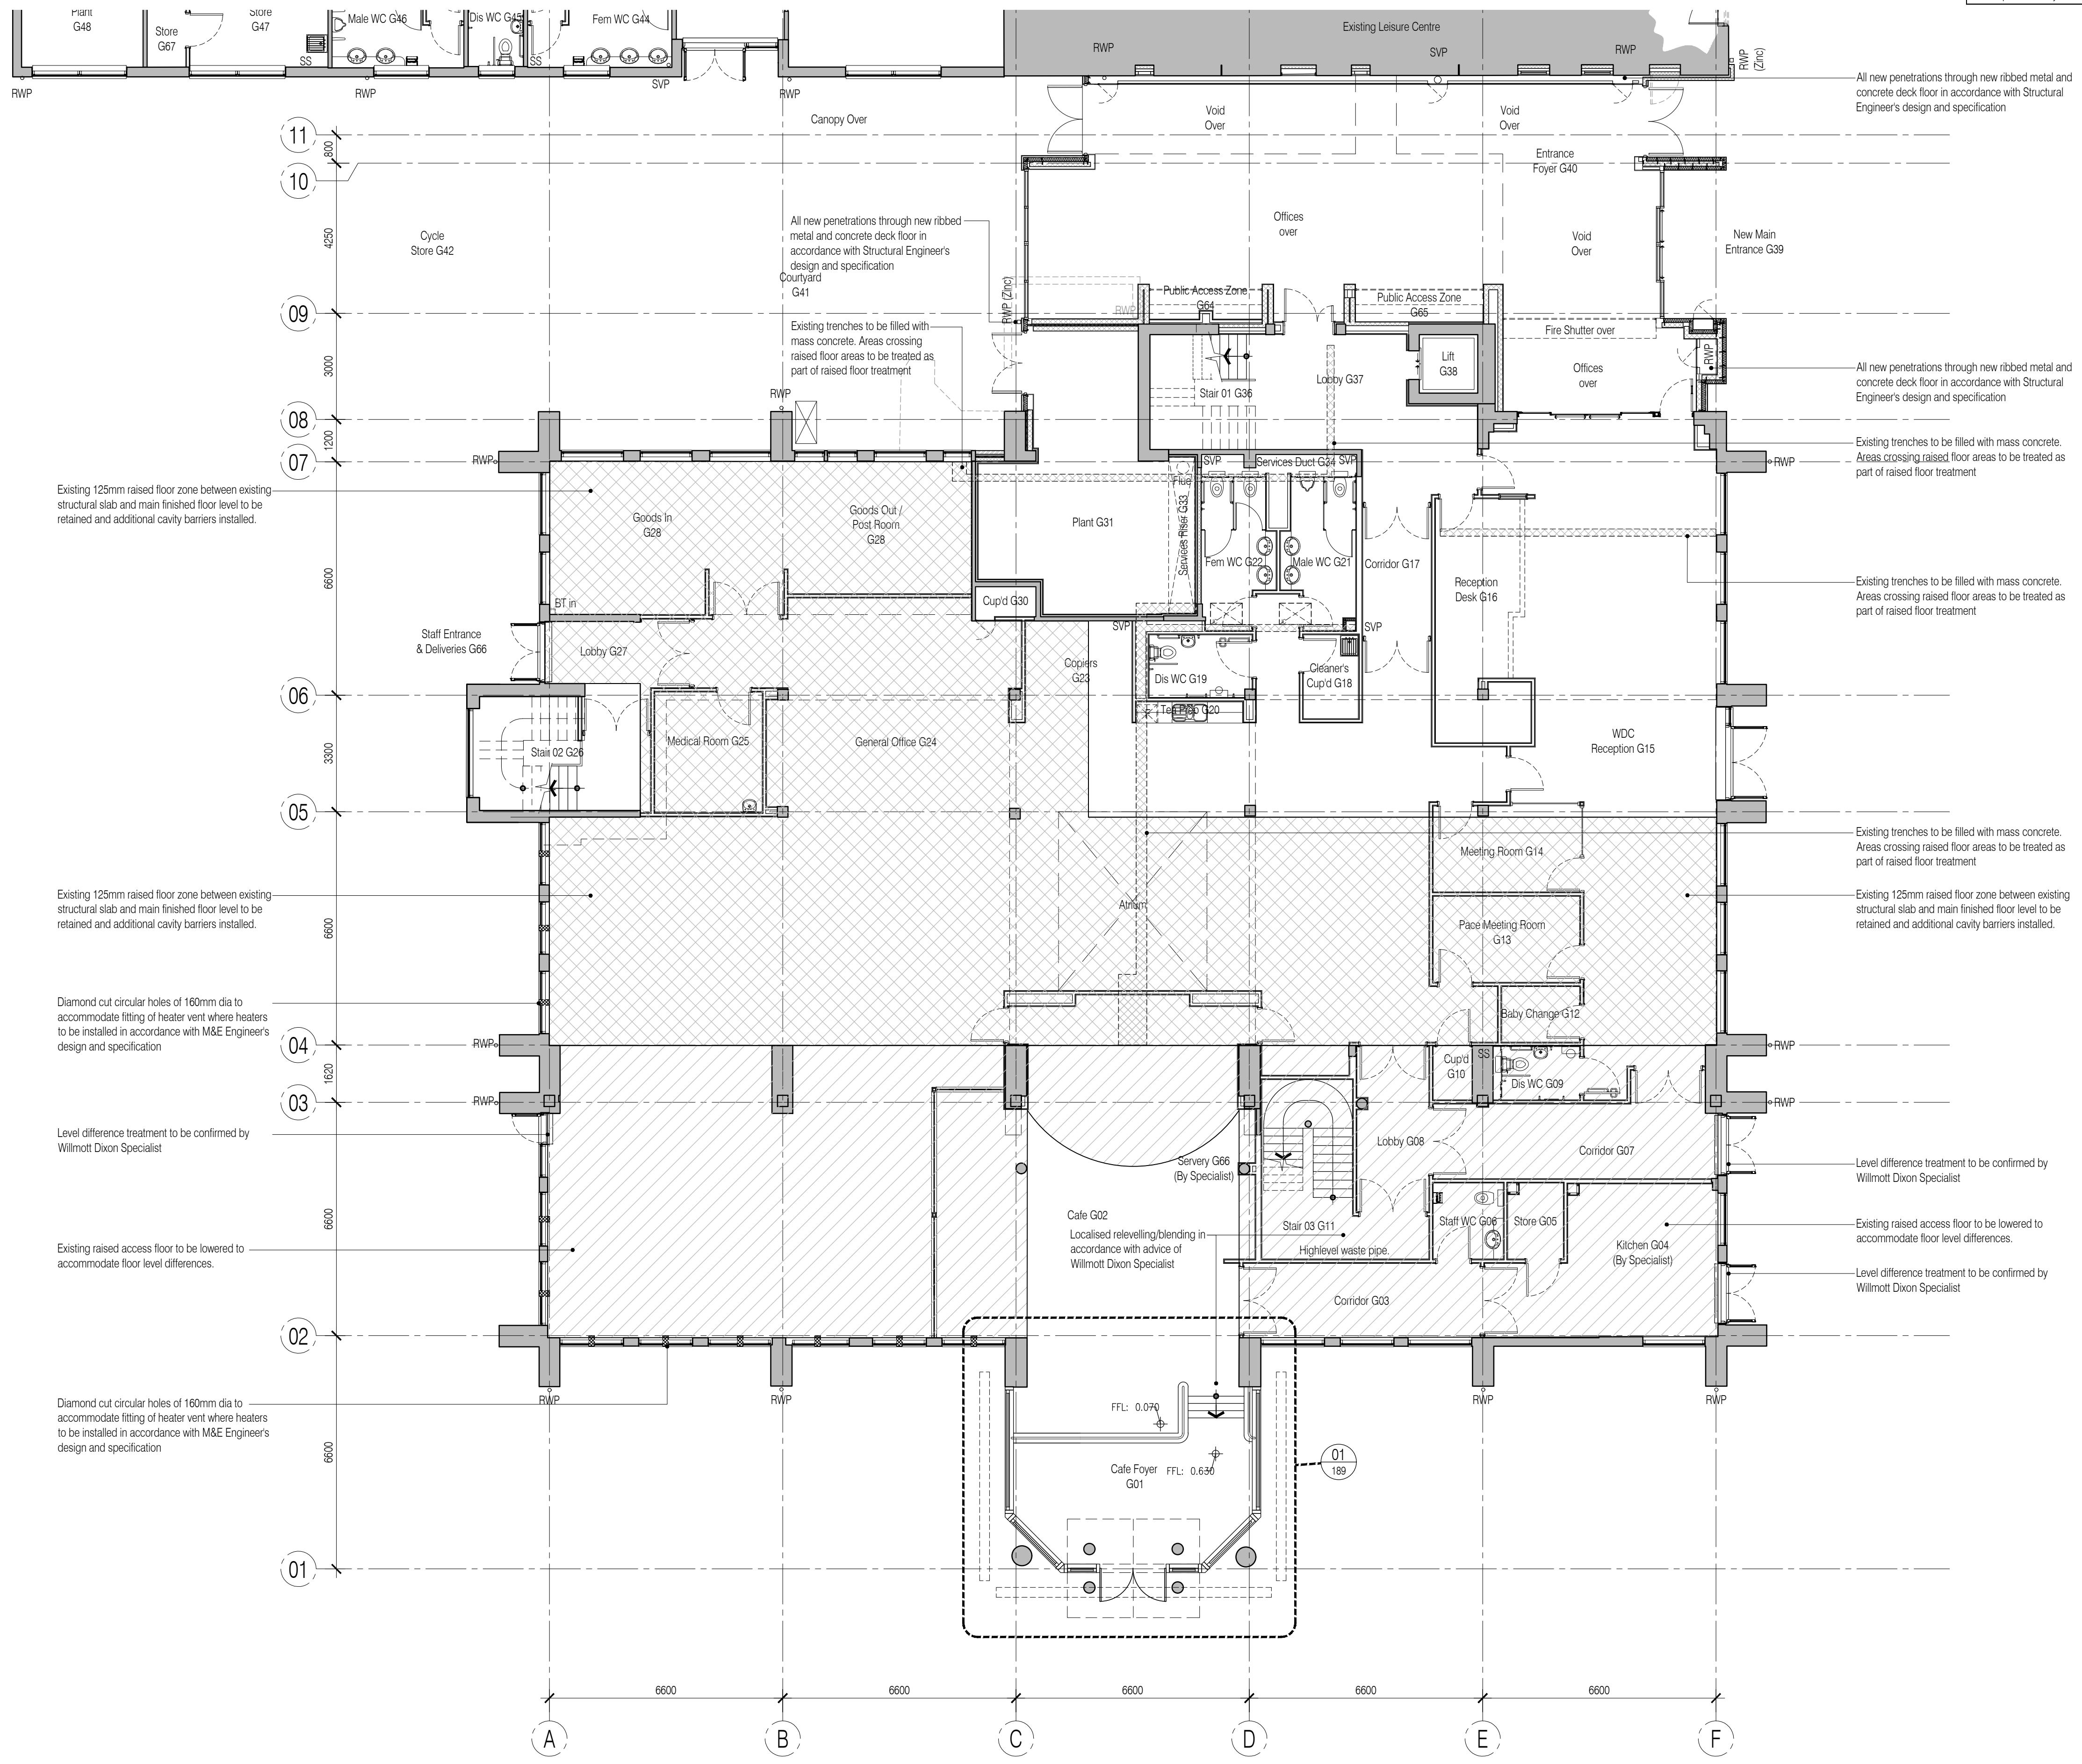 Plant
G48
Store
G67
Store
G47
Male WC G46
Dis WC G45
Fem WC G44
SS
SS
SVP
RWP
RWP
RWP
Existing Leisure Centre
RWP
SVP
RWP
RWP
(Zinc)
All new penetrations through new ribbed metal and
concrete deck floor in accordance with Structural
Engineer's design and specification
Canopy Over
Void
Over
Void
Over
11
800
10
Entrance
Foyer G40
4250
Cycle
Store G42
All new penetrations through new ribbed
metal and concrete deck floor in
accordance with Structural Engineer's
design and specification
Courtyard
G41
Offices
over
Void
Over
New Main
Entrance G39
RWP (Zinc)
RWP
Public Access Zone
G64
Public Access Zone
G65
09
3000
Existing trenches to be filled with
mass concrete. Areas crossing
raised floor areas to be treated as
part of raised floor treatment
Fire Shutter over
RWP
Lift
G38
Lobby G37
Stair 01 G36
Offices
over
All new penetrations through new ribbed metal and
concrete deck floor in accordance with Structural
Engineer's design and specification
RWP
08
1200
07
RWP
RWP
Existing trenches to be filled with mass concrete.
Areas crossing raised floor areas to be treated as
part of raised floor treatment
SVP
Services Duct G34
SVP
Flue
Services Riser G33
Existing 125mm raised floor zone between existing
structural slab and main finished floor level to be
retained and additional cavity barriers installed.
Goods In
G28
Goods Out /
Post Room
G28
Plant G31
Fem WC G22
Male WC G21
Corridor G17
Reception
Desk G16
6600
Existing trenches to be filled with mass concrete.
Areas crossing raised floor areas to be treated as
part of raised floor treatment
BT in
Cup'd G30
SVP
SVP
Staff Entrance
& Deliveries G66
Lobby G27
Copiers
G23
Dis WC G19
Cleaner's
Cup'd G18
06
Tea Prep G20
3300
Stair 02 G26
Medical Room G25
General Office G24
WDC
Reception G15
05
Existing trenches to be filled with mass concrete.
Areas crossing raised floor areas to be treated as
part of raised floor treatment
Meeting Room G14
Existing 125mm raised floor zone between existing
structural slab and main finished floor level to be
retained and additional cavity barriers installed.
6600
Atrium
Pace Meeting Room
G13
Existing 125mm raised floor zone between existing
structural slab and main finished floor level to be
retained and additional cavity barriers installed.
Diamond cut circular holes of 160mm dia to
accommodate fitting of heater vent where heaters
to be installed in accordance with M&E Engineer's
design and specification
Baby Change G12
04
RWP
RWP
1620
Cup'd
G10
SS
Dis WC G09
03
RWP
RWP
Level difference treatment to be confirmed by
Willmott Dixon Specialist
Lobby G08
Corridor G07
Servery G66
(By Specialist)
Level difference treatment to be confirmed by
Willmott Dixon Specialist
6600
Cafe G02
Localised relevelling/blending in
accordance with advice of
Willmott Dixon Specialist
Stair 03 G11
Highlevel waste pipe.
Staff WC G06
Store G05
Kitchen G04
(By Specialist)
Existing raised access floor to be lowered to
accommodate floor level differences.
Existing raised access floor to be lowered to
accommodate floor level differences.
Level difference treatment to be confirmed by
Willmott Dixon Specialist
Corridor G03
02
RWP
RWP
RWP
RWP
Diamond cut circular holes of 160mm dia to
accommodate fitting of heater vent where heaters
to be installed in accordance with M&E Engineer's
design and specification
6600
FFL: 0.070
Cafe Foyer
G01
FFL: 0.630
01
189
01
6600
6600
6600
6600
6600
A
B
C
D
E
F